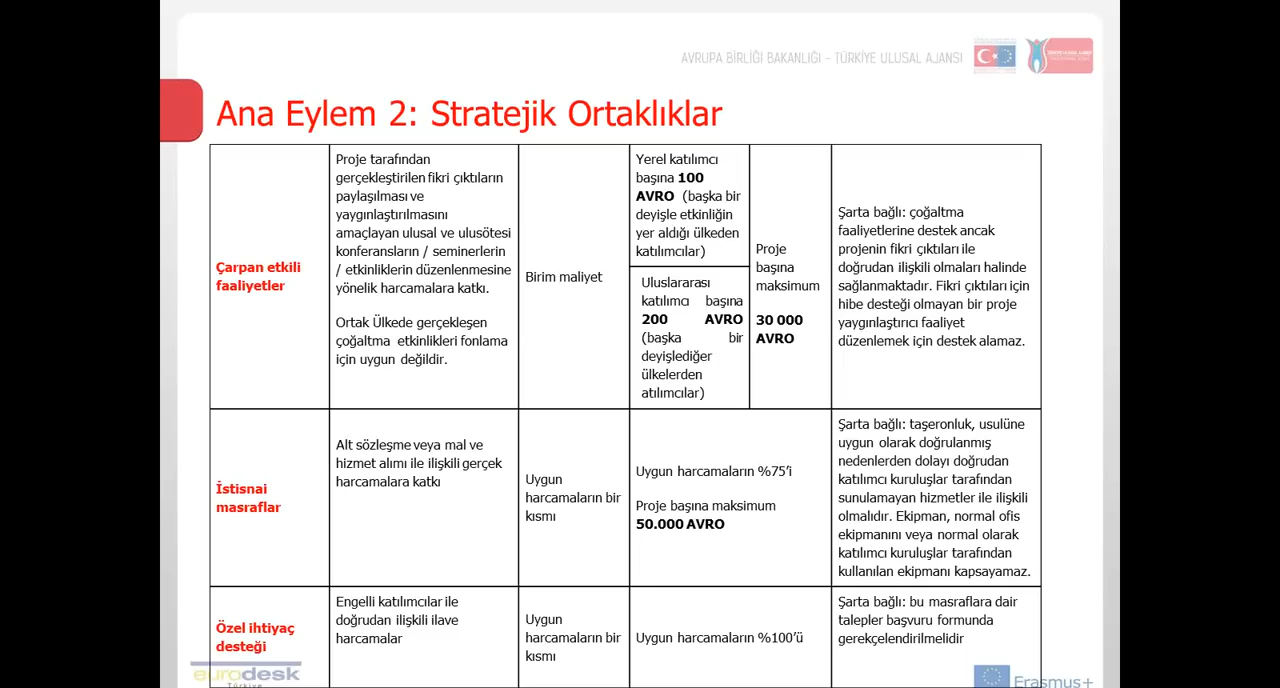 AVRUPA BİRLİĞİ BAKANLIĞI - TÜRKİYE ULUSAL AJANSI
Ana Eylem 2: Stratejik Ortaklıklar
Çarpan etkili
faaliyetler
Proje tarafından
gerçekleştirilen fikri çıktıların
paylaşılması ve
yaygınlaştırılmasını
amaçlayan ulusal ve ulusötesi
konferansların / seminerlerin
/ etkinliklerin düzenlenmesine
yönelik harcamalara katkı.
Ortak Ülkede gerçekleşen
çoğaltma etkinlikleri fonlama
için uygun değildir.
Birim maliyet
Yerel katılımcı
başına 100
AVRO (başka bir
deyişle etkinliğin
yer aldığı ülkeden
katılımcılar)
Uluslararası
katılımcı başına
200 AVRO
(başka bir
deyişlediğer
ülkelerden
atılımcılar)
Proje
başına
maksimum
30 000
AVRO
Şarta bağlı: çoğaltma
faaliyetlerine destek ancak
projenin fikri çıktıları ile
doğrudan ilişkili olmaları halinde
sağlanmaktadır. Fikri çıktıları için
hibe desteği olmayan bir proje
yaygınlaştırıcı faaliyet
düzenlemek için destek alamaz.
İstisnai
masraflar
Alt sözleşme veya mal ve
hizmet alımı ile ilişkili gerçek
harcamalara katkı
Uygun
harcamaların bir
kısmı
Uygun harcamaların %75’i
Proje başına maksimum
50.000 AVRO
Şarta bağlı: taşeronluk, usulüne
uygun olarak doğrulanmış
nedenlerden dolayı doğrudan
katılımcı kuruluşlar tarafından
sunulamayan hizmetler ile ilişkili
olmalıdır. Ekipman, normal ofis
ekipmanını veya normal olarak
katılımcı kuruluşlar tarafından
kullanılan ekipmanı kapsayamaz.
Özel ihtiyaç
desteği
Engelli katılımcılar ile
doğrudan ilişkili ilave
harcamalar
Uygun
harcamaların bir
kısmı
Uygun harcamaların %100’ü
Şarta bağlı: bu masraflara dair
talepler başvuru formunda
gerekçelendirilmelidir
eurodesk
Türkiye
Erasmus+